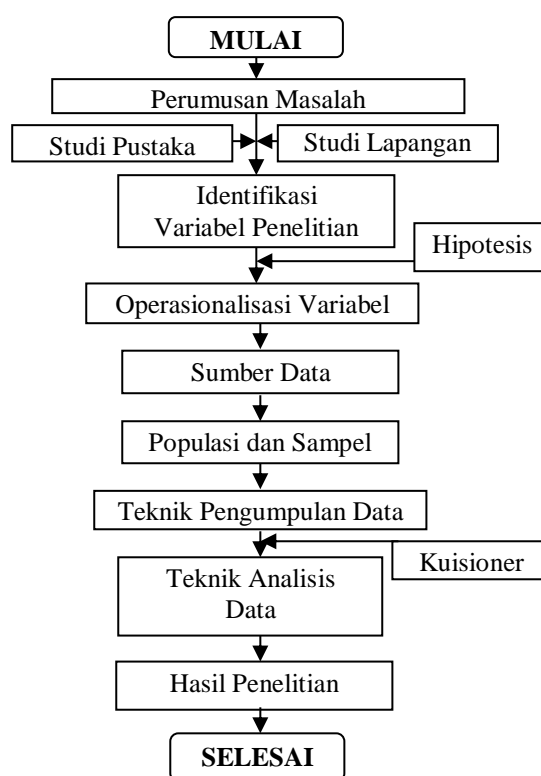 MULAI
Perumusan Masalah
Studi Pustaka
Studi Lapangan
Identifikasi
Variabel Penelitian
Hipotesis
Operasionalisasi Variabel
Sumber Data
Populasi dan Sampel
Teknik Pengumpulan Data
Kuisioner
Teknik Analisis
Data
Hasil Penelitian
SELESAI